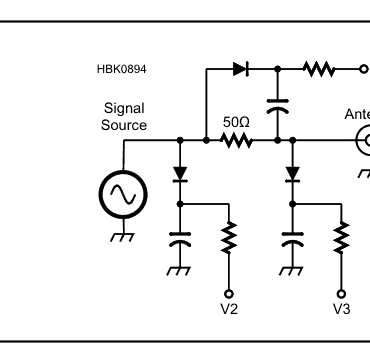 HBK0894
Signal
Source
50Ω
V2
V3